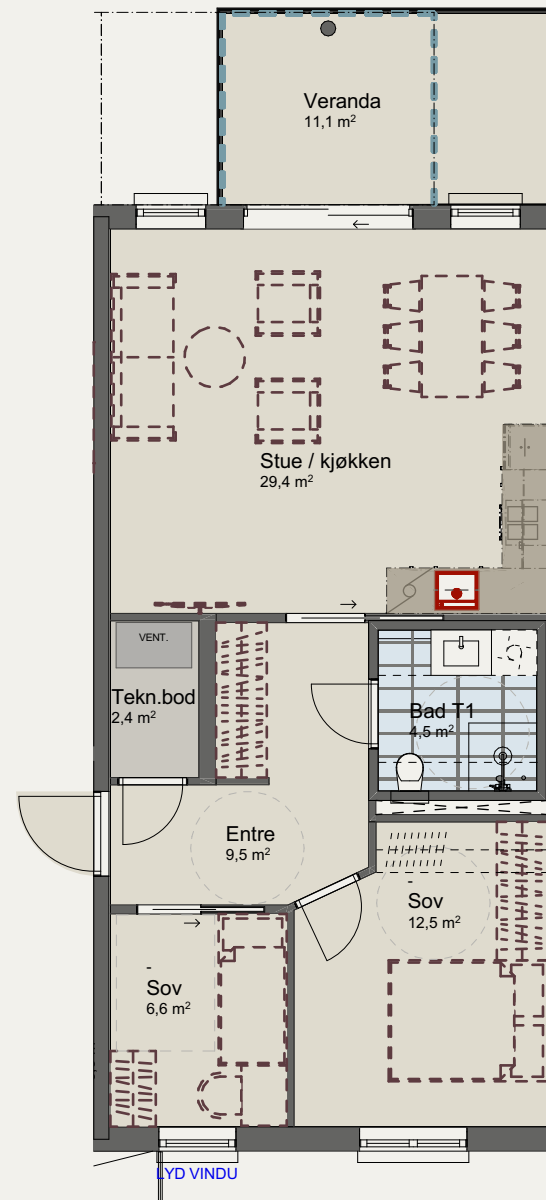 Veranda
11,1 m²
Stue / kjøkken
29,4 m²
VENT.
Tekn.bod
2,4 m²
Bad T1
4,5 m²
Entre
9,5 m²
-
Sov
12,5 m²
-
Sov
6,6 m²
LYD VINDU